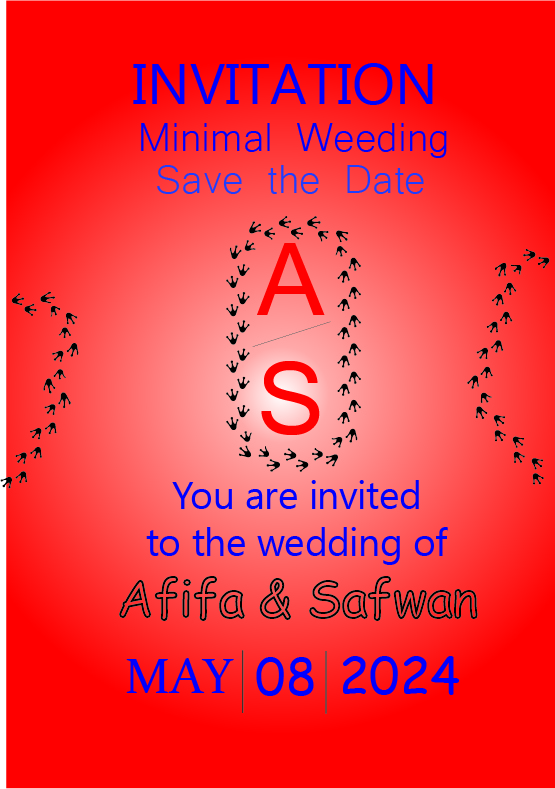 INVITATION
Minimal Weeding
Save the Date
A
S
You are invited
to the wedding of
Afifa & Safwan
MAY 08 2024